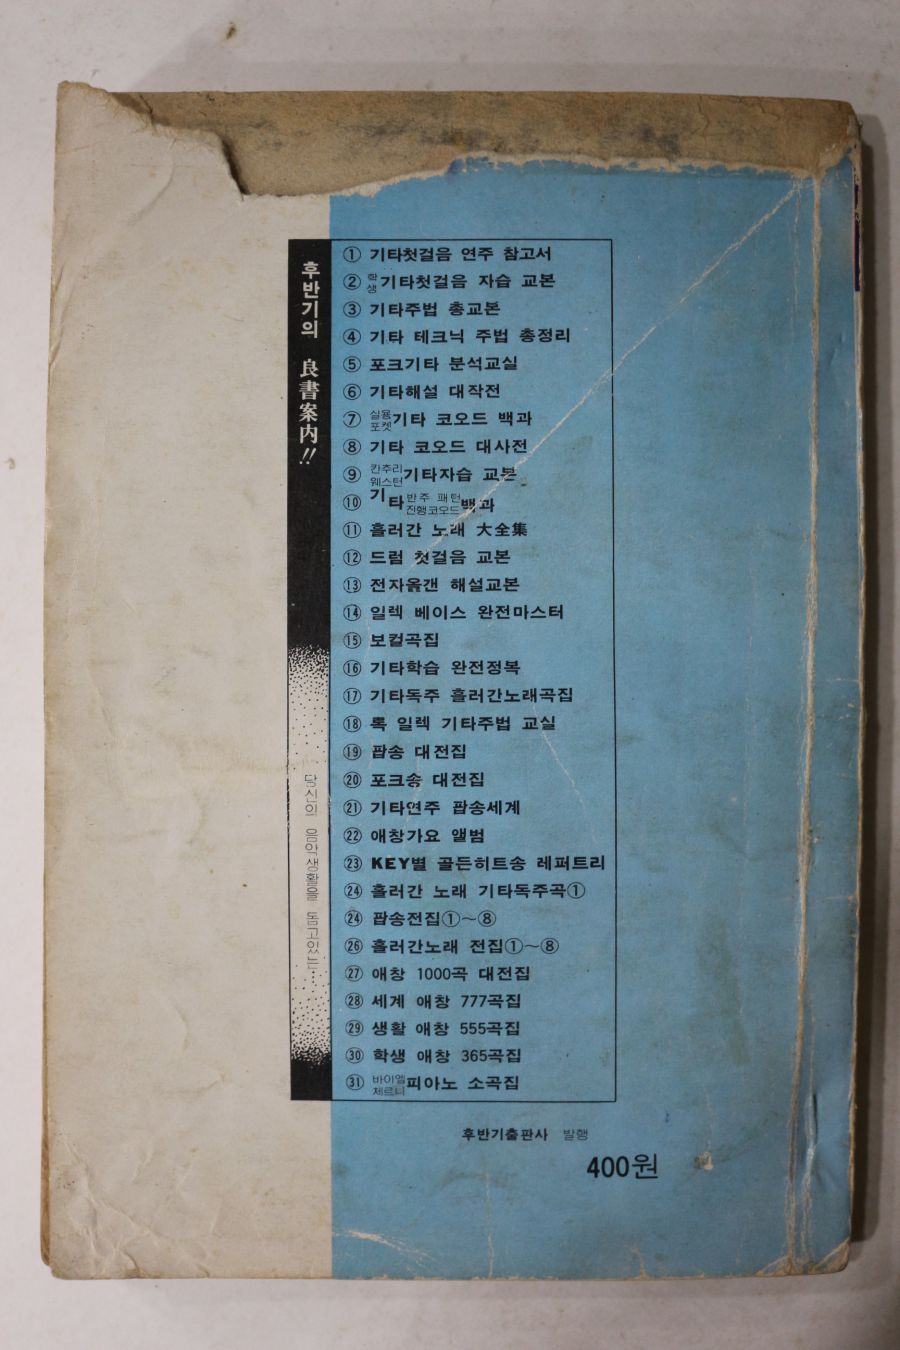 후반기의 良書案内!!
당신의 음악생활을 돕고있는…
① 기타첫걸음 연주 참고서
② 학생 기타첫걸음 자습 교본
③ 기타주법 총교본
④ 기타 테크닉 주법 총정리
⑤ 포크기타 분석교실
⑥ 기타해설 대작전
⑦ 실용 포켓 기타 코오드 백과
⑧ 기타 코오드 대사전
⑨ 칸추리 웨스턴 기타자습 교본
⑩ 기타 반주 패턴 진행코오드 백과
⑪ 흘러간 노래 大全集
⑫ 드럼 첫걸음 교본
⑬ 전자올갠 해설교본
⑭ 일렉 베이스 완전마스터
⑮ 보컬곡집
⑯ 기타학습 완전정복
⑰ 기타독주 흘러간노래곡집
⑱ 록 일렉 기타주법 교실
⑲ 팝송 대전집
⑳ 포크송 대전집
㉑ 기타연주 팝송세계
㉒ 애창가요 앨범
㉓ KEY별 골든히트송 레퍼트리
㉔ 흘러간 노래 기타독주곡①
㉔ 팝송전집①~⑧
㉖ 흘러간노래 전집①~⑧
㉗ 애창 1000곡 대전집
㉘ 세계 애창 777곡집
㉙ 생활 애창 555곡집
㉚ 학생 애창 365곡집
㉛ 바이엘 체르니 피아노 소곡집
후반기출판사 발행
400원